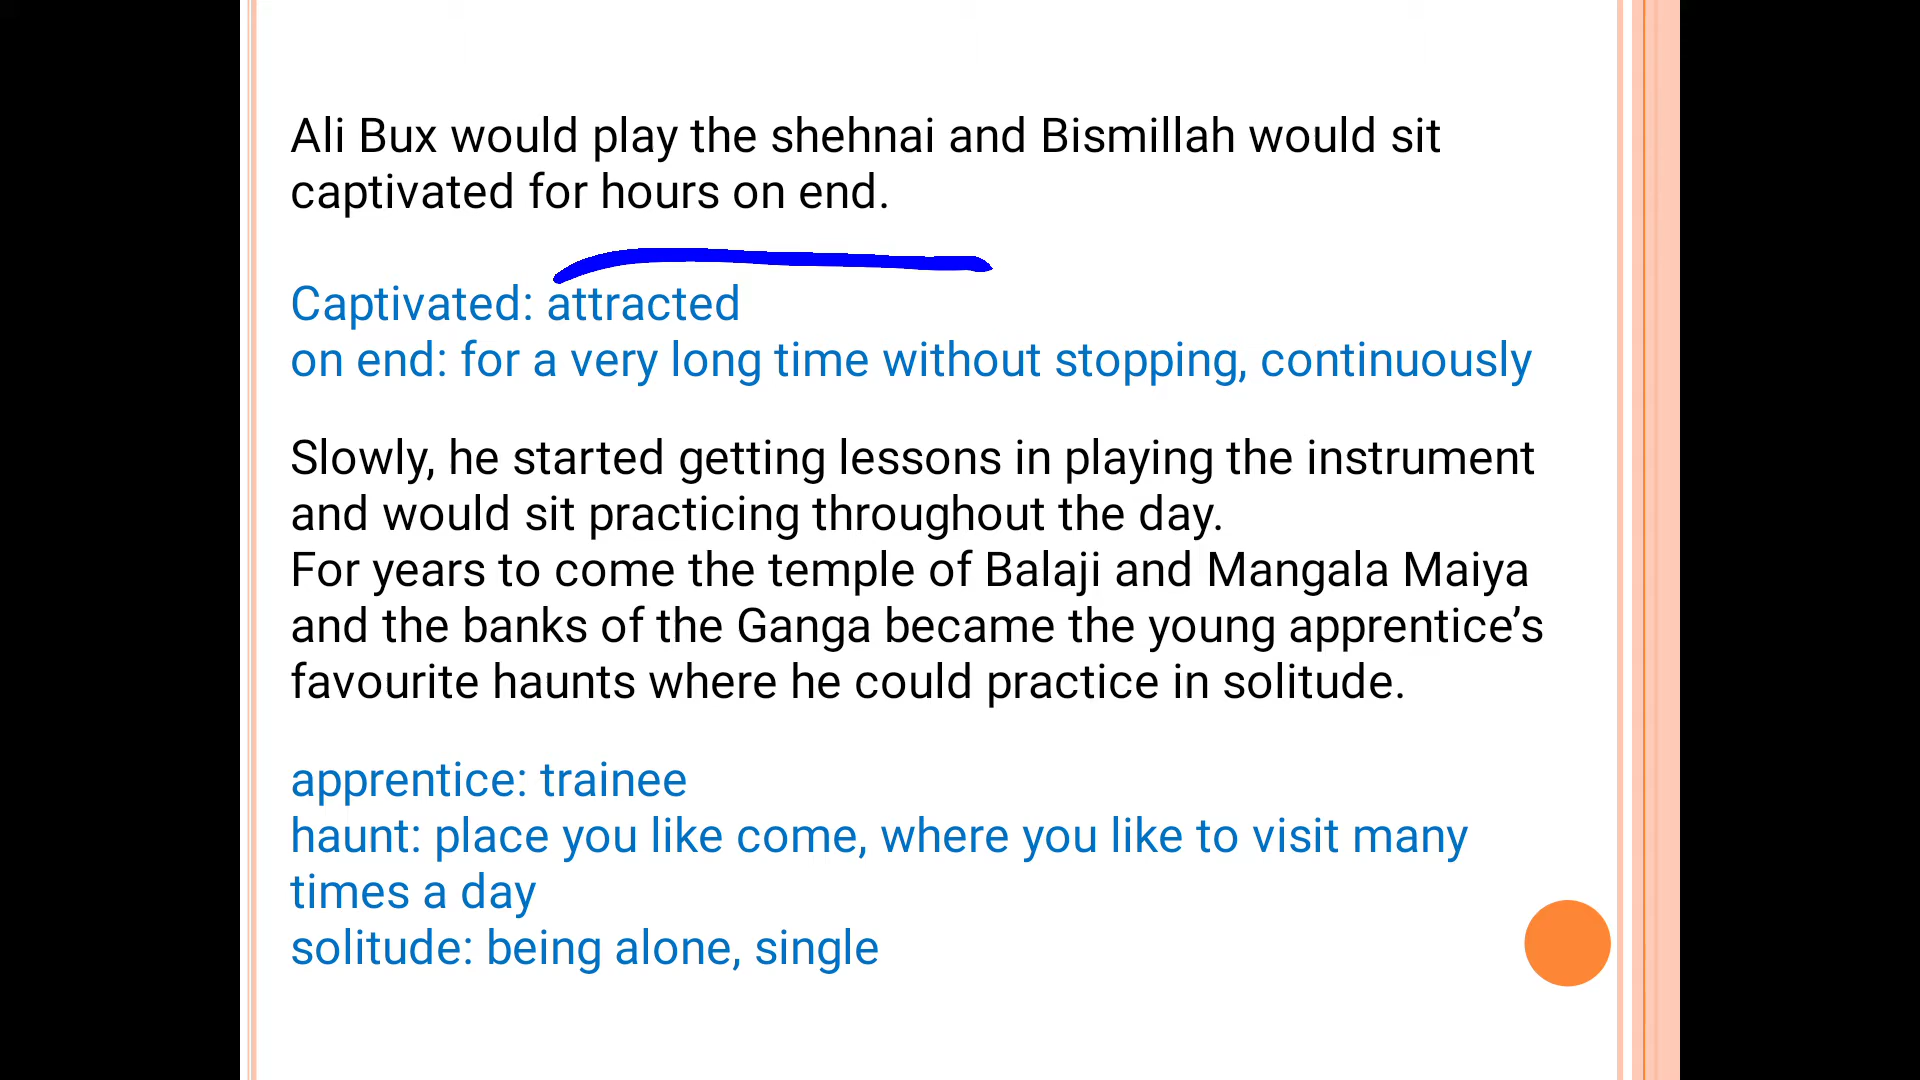 Ali Bux would play the shehnai and Bismillah would sit
captivated for hours on end.
Captivated: attracted
on end: for a very long time without stopping, continuously
Slowly, he started getting lessons in playing the instrument
and would sit practicing throughout the day.
For years to come the temple of Balaji and Mangala Maiya
and the banks of the Ganga became the young apprentice’s
favourite haunts where he could practice in solitude.
apprentice: trainee
haunt: place you like come, where you like to visit many
times a day
solitude: being alone, single